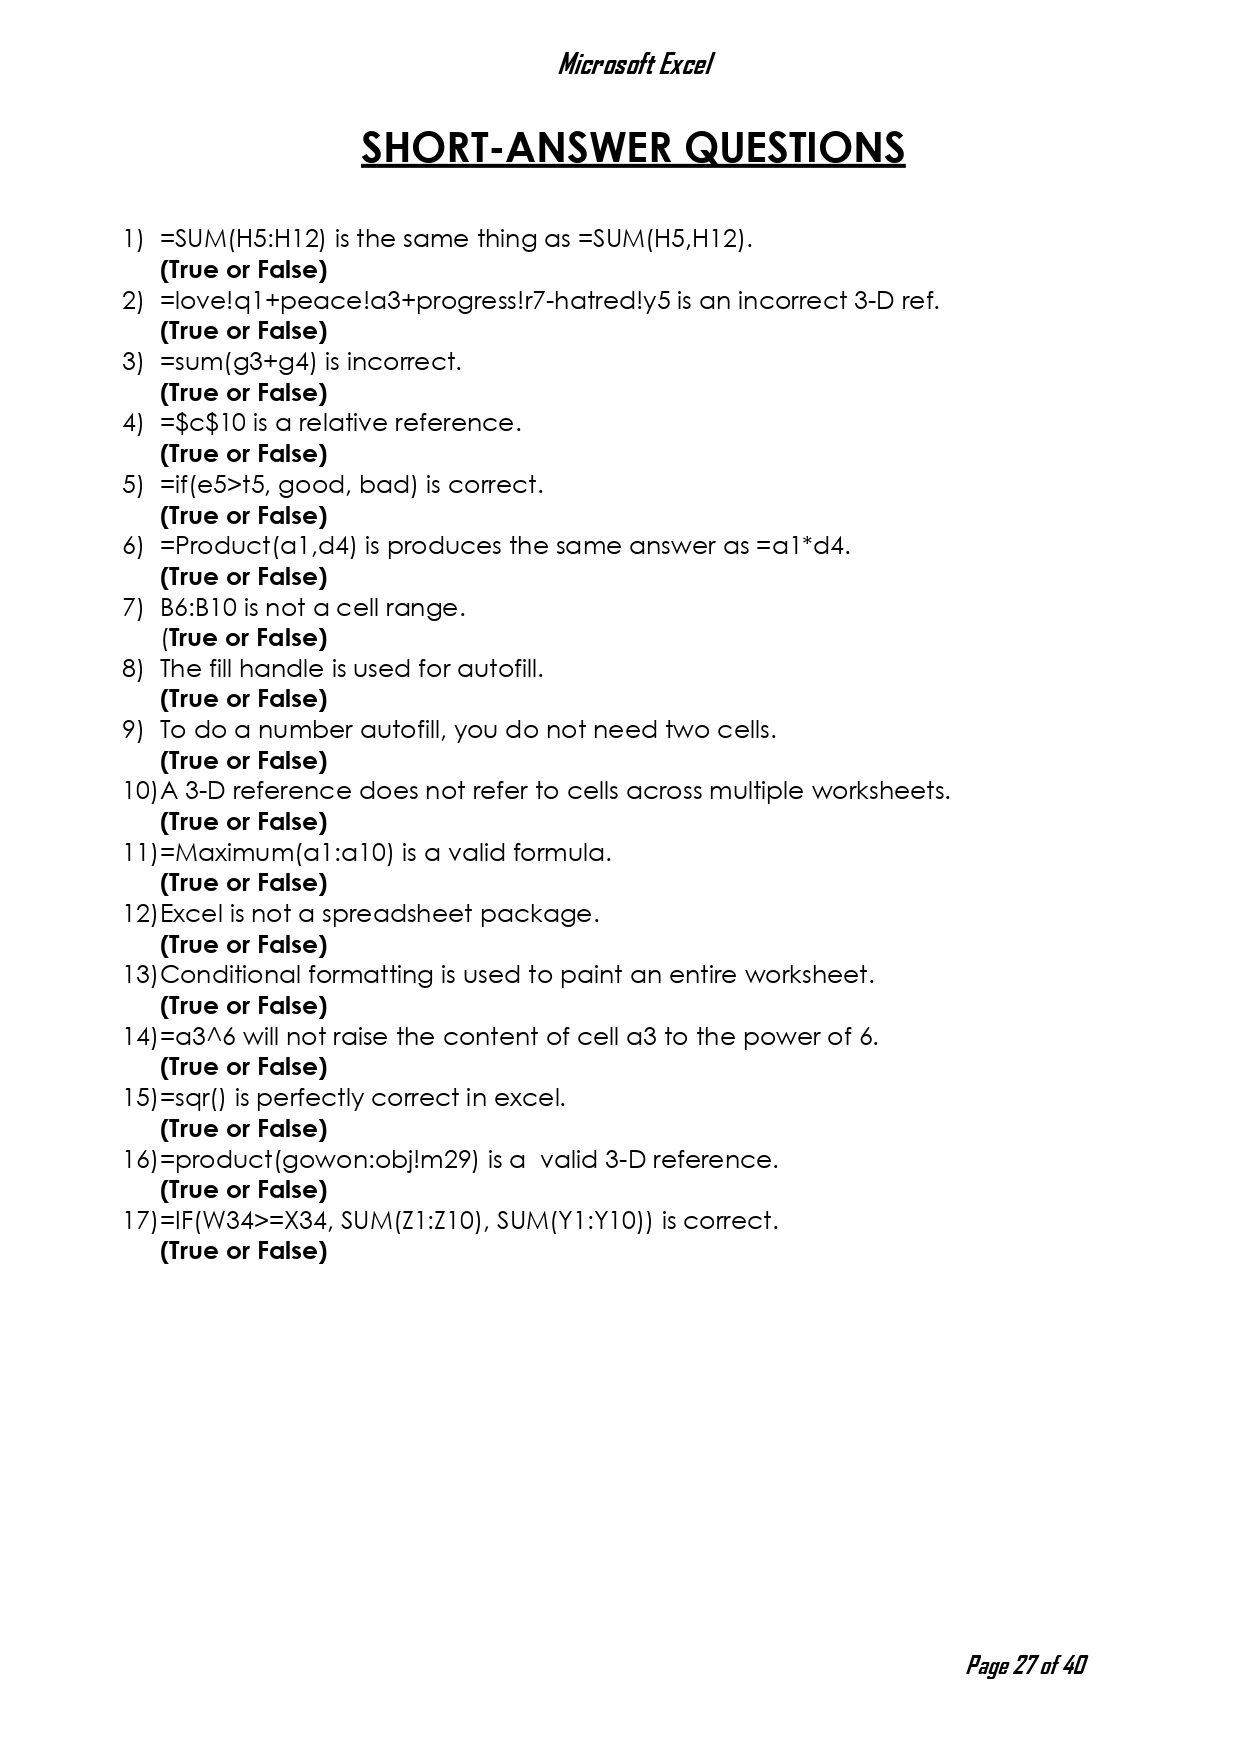 Microsoft Excel
SHORT-ANSWER QUESTIONS
1) =SUM(H5:H12) is the same thing as =SUM(H5,H12).
(True or False)
2) =love!q1+peace!a3+progress!r7-hatred!y5 is an incorrect 3-D ref.
(True or False)
3) =sum(g3+g4) is incorrect.
(True or False)
4) =$c$10 is a relative reference.
(True or False)
5) =if(e5>t5, good, bad) is correct.
(True or False)
6) =Product(a1,d4) is produces the same answer as =a1*d4.
(True or False)
7) B6:B10 is not a cell range.
(True or False)
8) The fill handle is used for autofill.
(True or False)
9) To do a number autofill, you do not need two cells.
(True or False)
10)A 3-D reference does not refer to cells across multiple worksheets.
(True or False)
11)=Maximum(a1:a10) is a valid formula.
(True or False)
12)Excel is not a spreadsheet package.
(True or False)
13)Conditional formatting is used to paint an entire worksheet.
(True or False)
14)=a3^6 will not raise the content of cell a3 to the power of 6.
(True or False)
15)=sqr() is perfectly correct in excel.
(True or False)
16)=product(gowon:obj!m29) is a  valid 3-D reference.
(True or False)
17)=IF(W34>=X34, SUM(Z1:Z10), SUM(Y1:Y10)) is correct.
(True or False)
Page 27 of 40